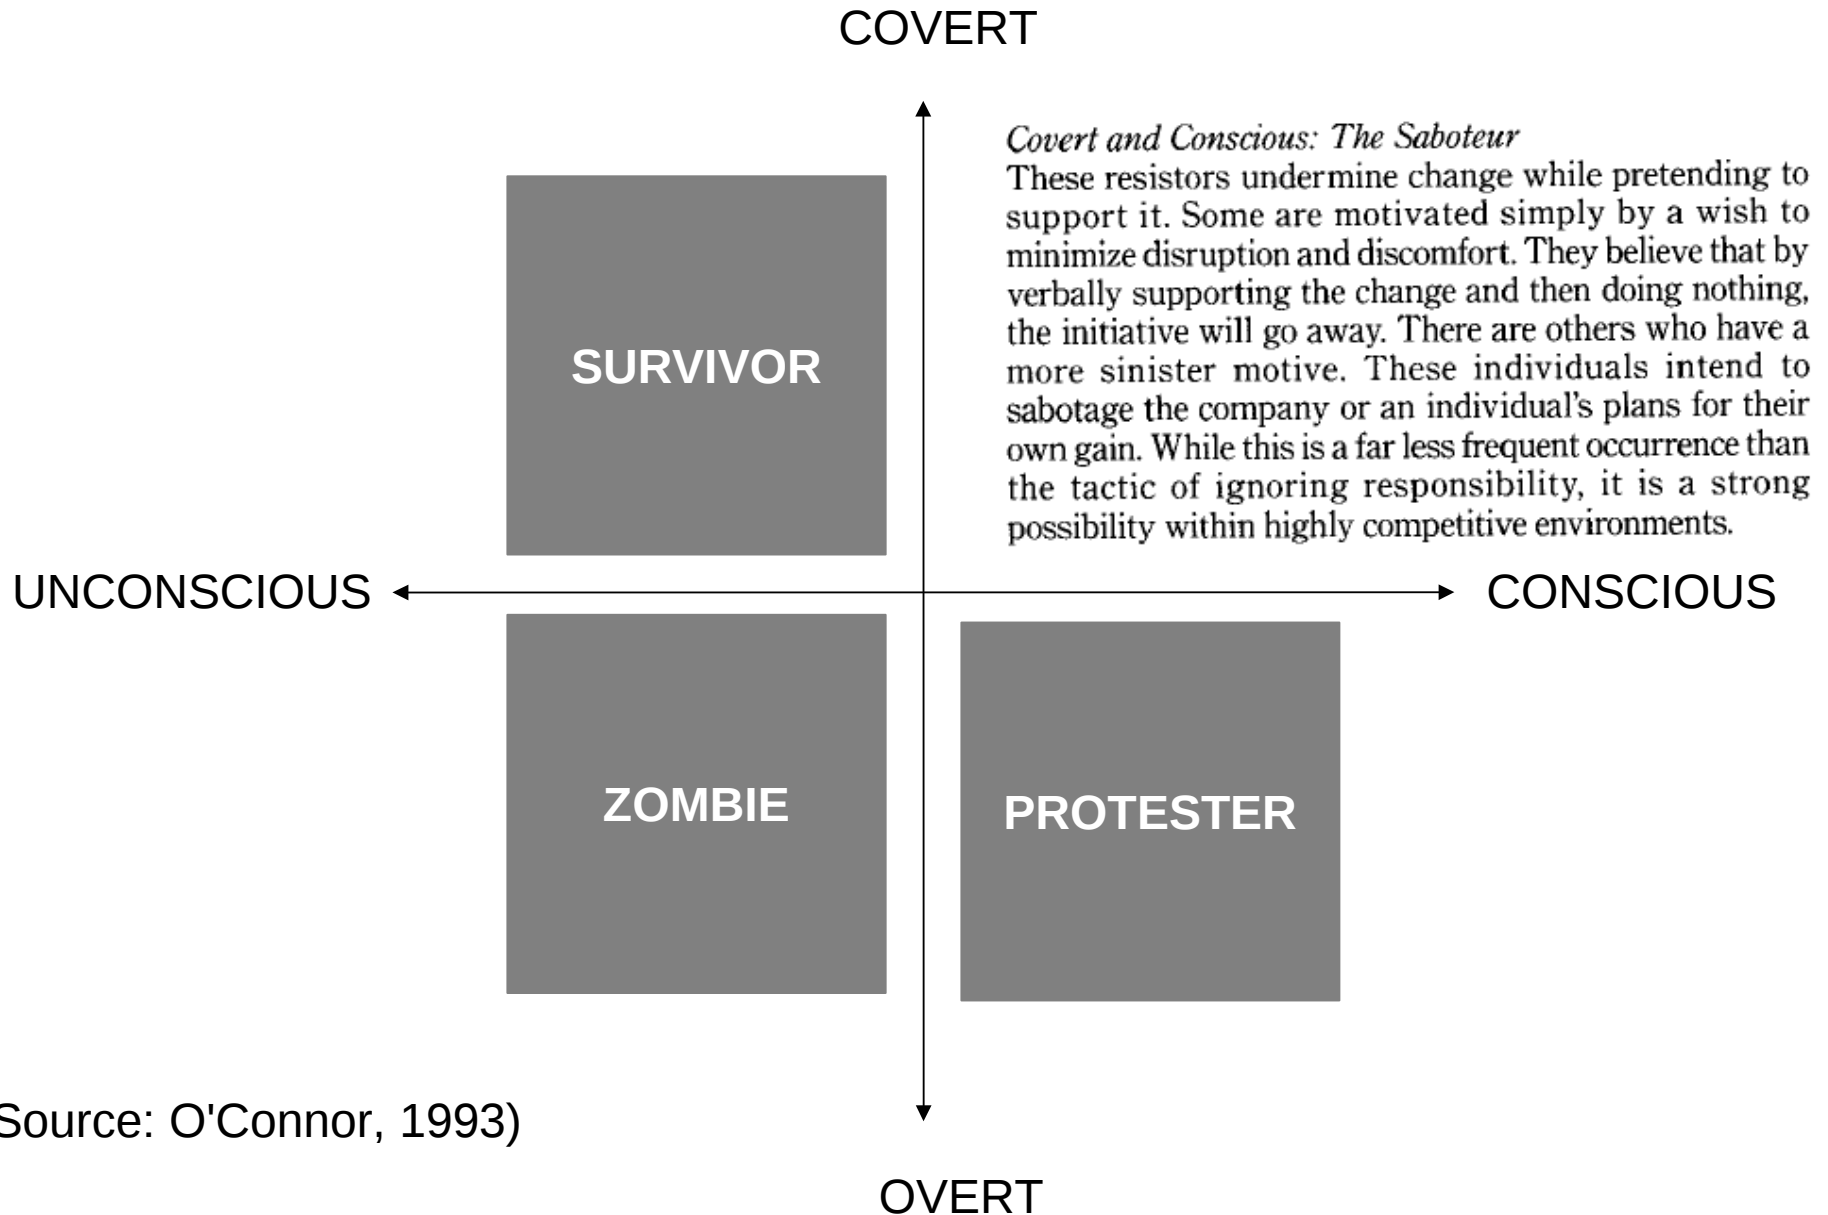 COVERT
Covert and Conscious: The Saboteur
These resistors undermine change while pretending to
support it. Some are motivated simply by a wish to
minimize disruption and discomfort. They believe that by
verbally supporting the change and then doing nothing,
the initiative will go away. There are others who have a
more sinister motive. These individuals intend to
sabotage the company or an individual's plans for their
own gain. While this is a far less frequent occurrence than
the tactic of ignoring responsibility, it is a strong
possibility within highly competitive environments.
SURVIVOR
UNCONSCIOUS
CONSCIOUS
ZOMBIE
PROTESTER
Source: O'Connor, 1993)
OVERT